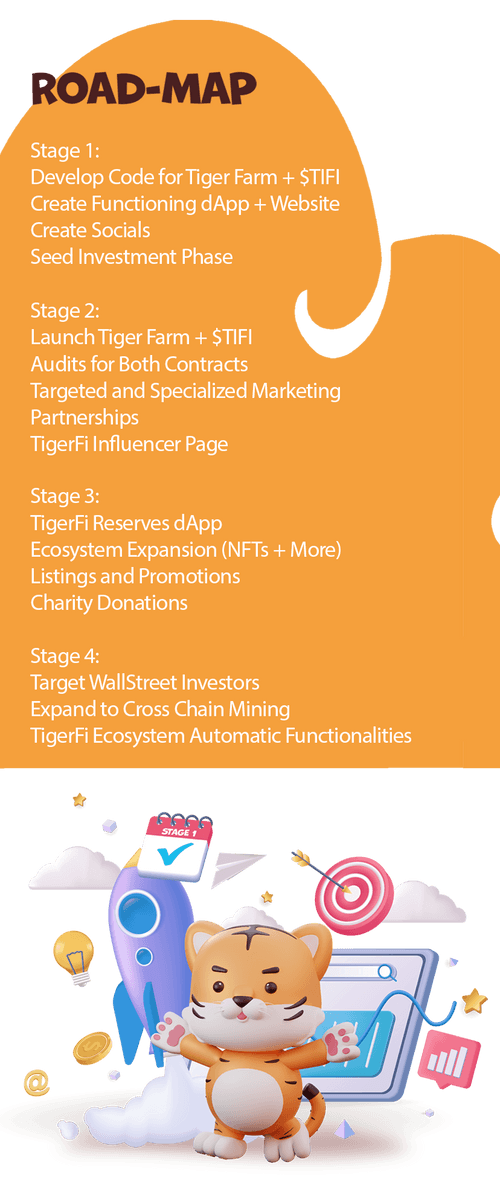 ROAD-MAP
Stage 1:
Develop Code for Tiger Farm + $TIFI
Create Functioning dApp + Website
Create Socials
Seed Investment Phase
Stage 2:
Launch Tiger Farm + $TIFI
Audits for Both Contracts
Targeted and Specialized Marketing
Partnerships
TigerFi Influencer Page
Stage 3:
TigerFi Reserves dApp
Ecosystem Expansion (NFTs + More)
Listings and Promotions
Charity Donations
Stage 4:
Target WallStreet Investors
Expand to Cross Chain Mining
TigerFi Ecosystem Automatic Functionalities
STAGE 1
$
@